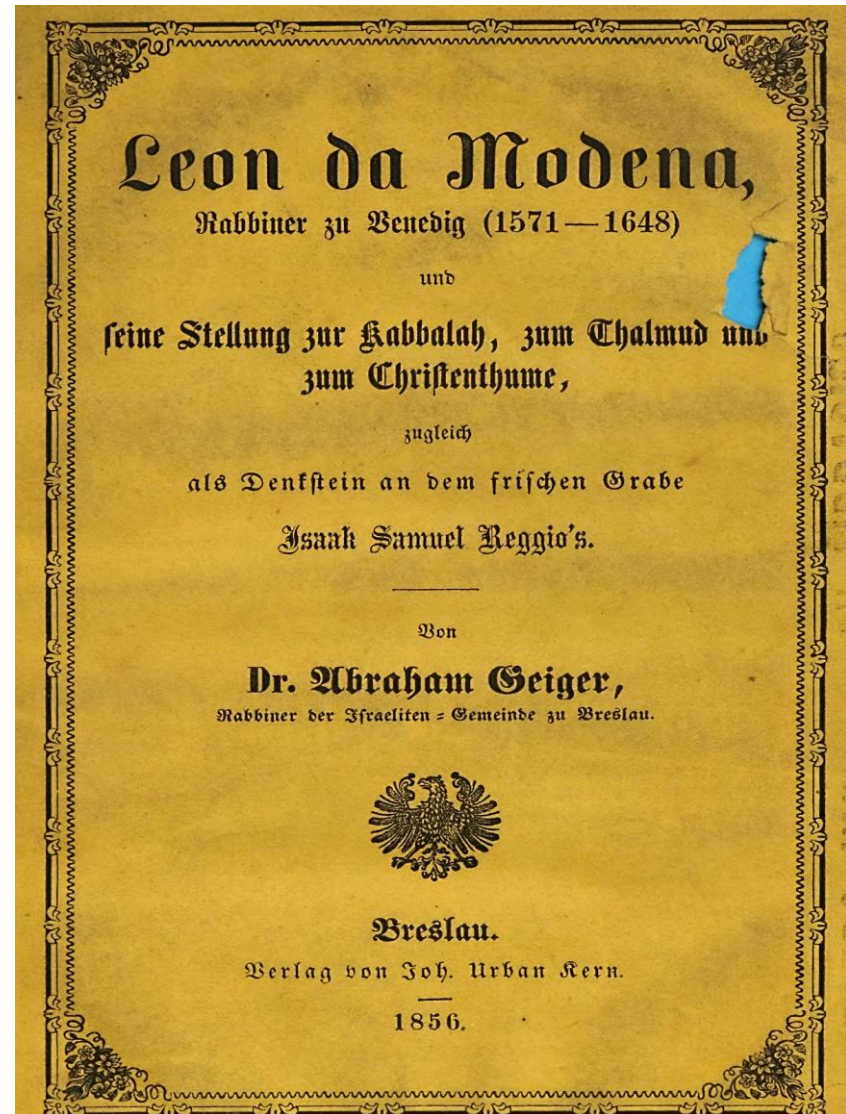 Leon da Modena,
Rabbiner zu Venedig (1571—1648)
und
seine Stellung zur Kabbalah, zum Thalmud und
zum Christenthume,
zugleich
als Denkstein an dem frischen Grabe
Isaak Samuel Reggio's.
Von
Dr. Abraham Geiger,
Rabbiner der Israeliten = Gemeinde zu Breslau.
Breslau.
Verlag von Joh. Urban Kern.
1856.